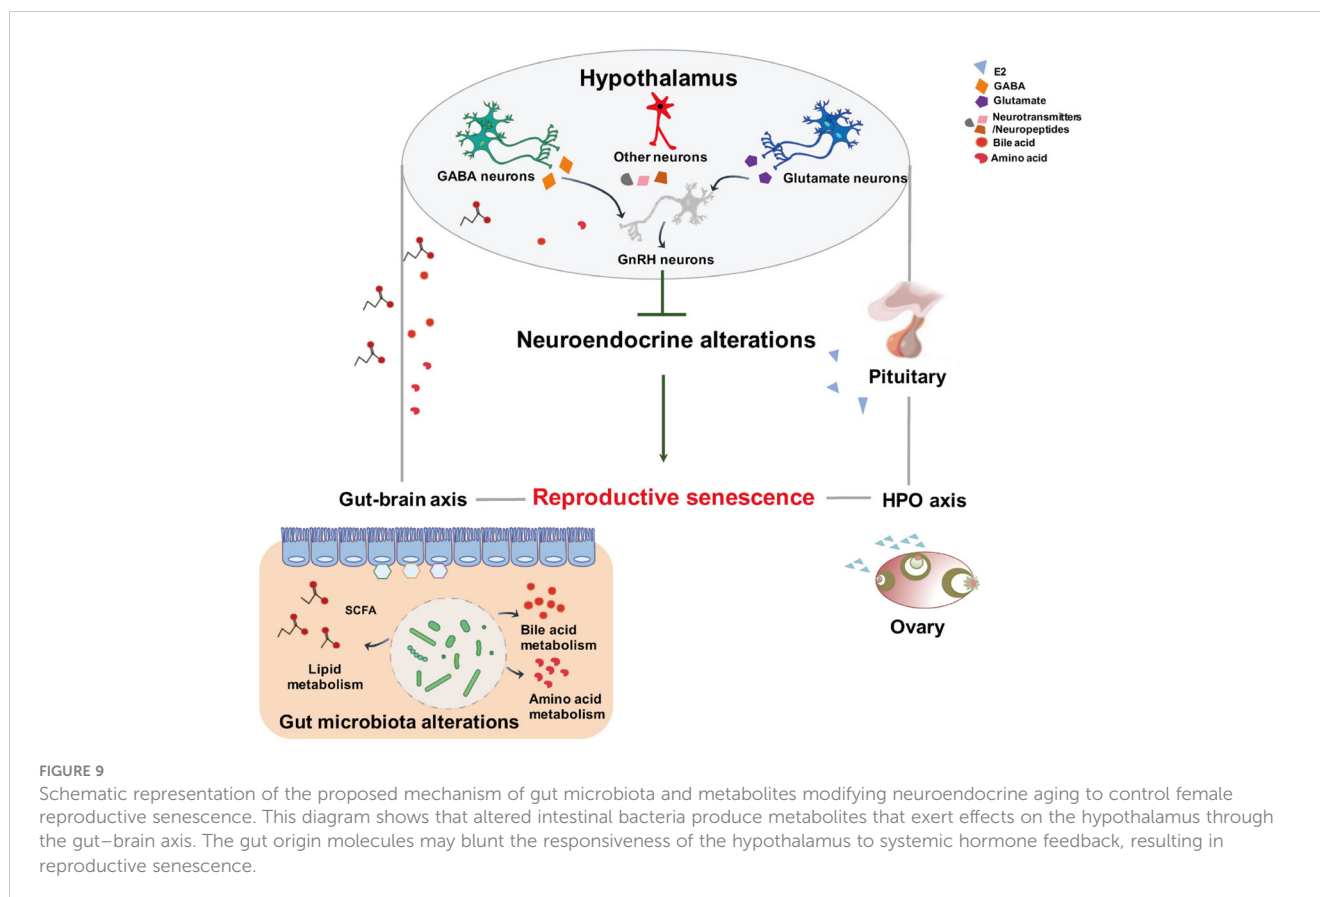 Hypothalamus
E2
GABA
Glutamate
Neurotransmitters
/Neuropeptides
Bile acid
Amino acid
Other neurons
GABA neurons
Glutamate neurons
GnRH neurons
Neuroendocrine alterations
Pituitary
Gut-brain axis
Reproductive senescence
HPO axis
SCFA
Bile acid
metabolism
Lipid
metabolism
Amino acid
metabolism
Gut microbiota alterations
Ovary
FIGURE 9
Schematic representation of the proposed mechanism of gut microbiota and metabolites modifying neuroendocrine aging to control female
reproductive senescence. This diagram shows that altered intestinal bacteria produce metabolites that exert effects on the hypothalamus through
the gut–brain axis. The gut origin molecules may blunt the responsiveness of the hypothalamus to systemic hormone feedback, resulting in
reproductive senescence.